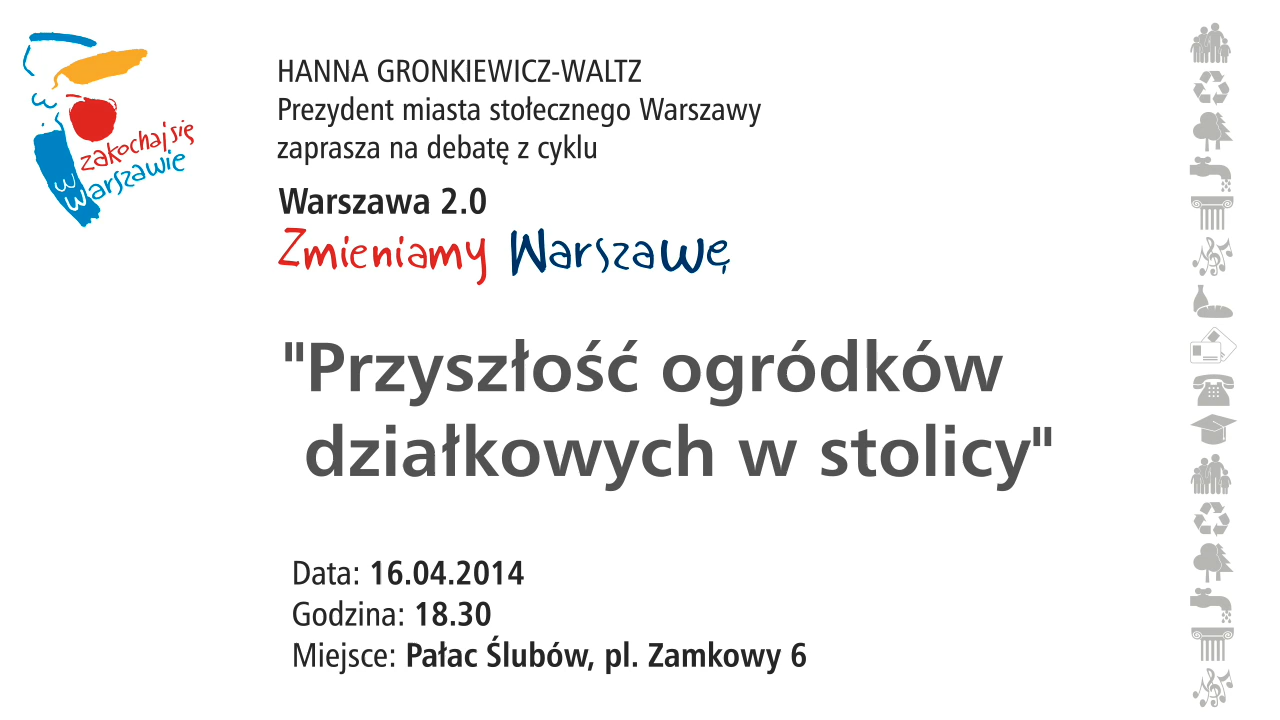 zakochaj się
w
Warszawie
HANNA GRONKIEWICZ-WALTZ
Prezydent miasta stołecznego Warszawy
zaprasza na debatę z cyklu
Warszawa 2.0
Zmieniamy Warszawę
"Przyszłość ogródków
działkowych w stolicy"
Data: 16.04.2014
Godzina: 18.30
Miejsce: Pałac Ślubów, pl. Zamkowy 6